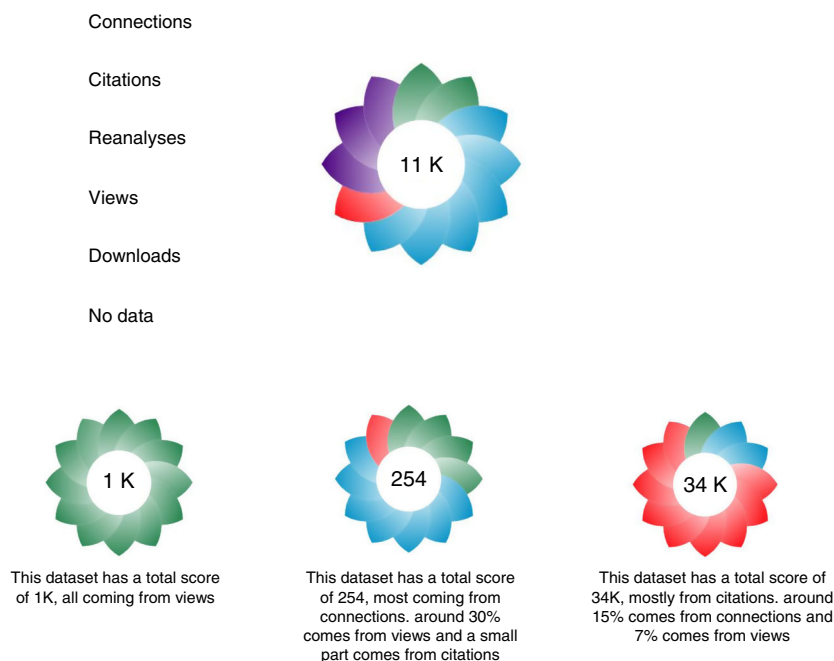 Connections
Citations
Reanalyses
Views
Downloads
No data
11 K
1 K
254
34 K
This dataset has a total score
of 1K, all coming from views
This dataset has a total score
of 254, most coming from
connections. around 30%
comes from views and a small
part comes from citations
This dataset has a total score of
34K, mostly from citations. around
15% comes from connections and
7% comes from views